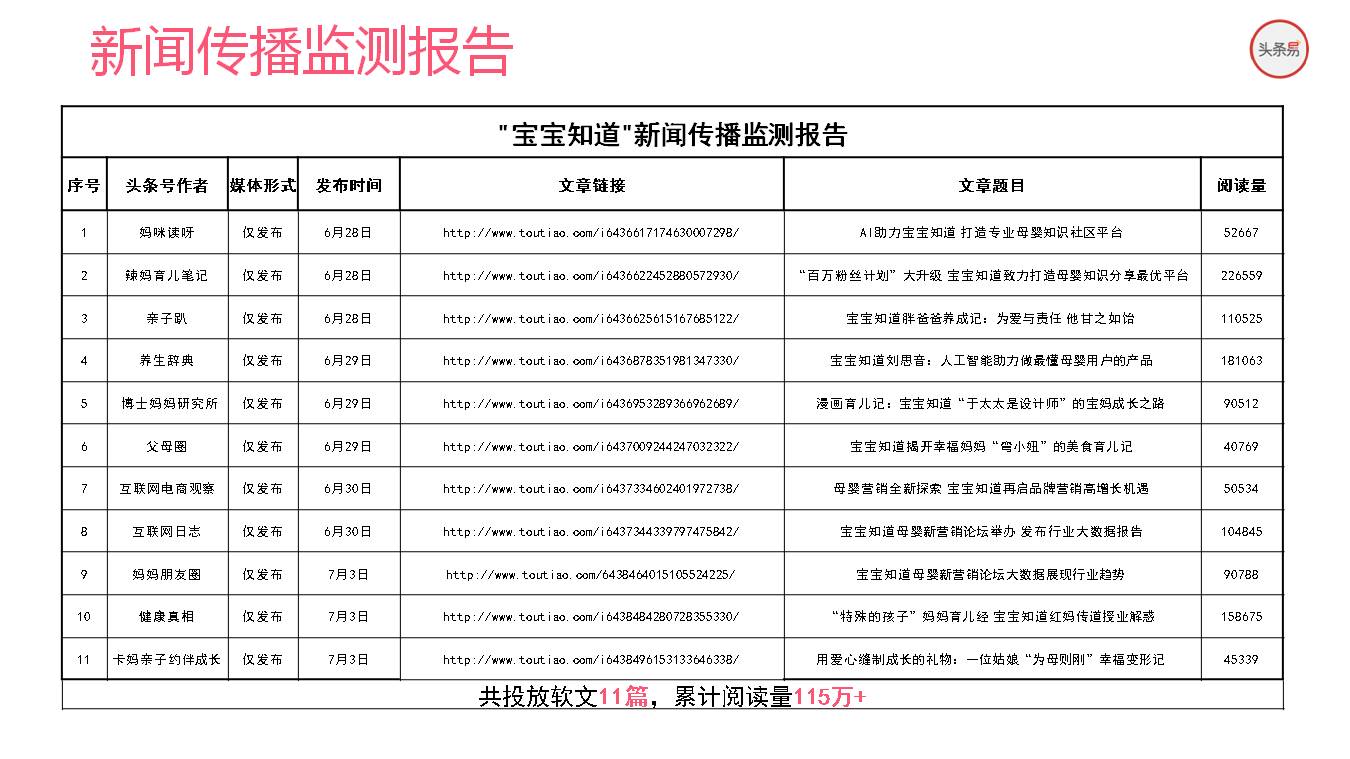 新闻传播监测报告
头条易
"宝宝知道"新闻传播监测报告
序号 头条号作者 媒体形式 发布时间 文章链接 文章题目 阅读量
1 妈咪读呀 仅发布 6月28日 http://www.toutiao.com/i6436617174630007298/ AI助力宝宝知道 打造专业母婴知识社区平台 52667
2 辣妈育儿笔记 仅发布 6月28日 http://www.toutiao.com/i6436622452880572930/ “百万粉丝计划”大升级 宝宝知道致力打造母婴知识分享最优平台 226559
3 亲子趴 仅发布 6月28日 http://www.toutiao.com/i6436625615167685122/ 宝宝知道胖爸爸养成记：为爱与责任 他甘之如饴 110525
4 养生辞典 仅发布 6月29日 http://www.toutiao.com/i6436878351981347330/ 宝宝知道刘思音：人工智能助力做最懂母婴用户的产品 181063
5 博士妈妈研究所 仅发布 6月29日 http://www.toutiao.com/i6436953289366962689/ 漫画育儿记：宝宝知道“于太太是设计师”的宝妈成长之路 90512
6 父母圈 仅发布 6月29日 http://www.toutiao.com/i6437009244247032322/ 宝宝知道揭开幸福妈妈“弯小妞”的美食育儿记 40769
7 互联网电商观察 仅发布 6月30日 http://www.toutiao.com/i6437334602401972738/ 母婴营销全新探索 宝宝知道再启品牌营销高增长机遇 50534
8 互联网日志 仅发布 6月30日 http://www.toutiao.com/i6437344339797475842/ 宝宝知道母婴新营销论坛举办 发布行业大数据报告 104845
9 妈妈朋友圈 仅发布 7月3日 http://www.toutiao.com/6438464015105524225/ 宝宝知道母婴新营销论坛大数据展现行业趋势 90788
10 健康真相 仅发布 7月3日 http://www.toutiao.com/i6438484280728355330/ “特殊的孩子”妈妈育儿经 宝宝知道红妈传道授业解惑 158675
11 卡妈亲子约伴成长 仅发布 7月3日 http://www.toutiao.com/i6438496153133646338/ 用爱心缝制成长的礼物：一位姑娘“为母则刚”幸福变形记 45339
共投放软文11篇，累计阅读量115万+